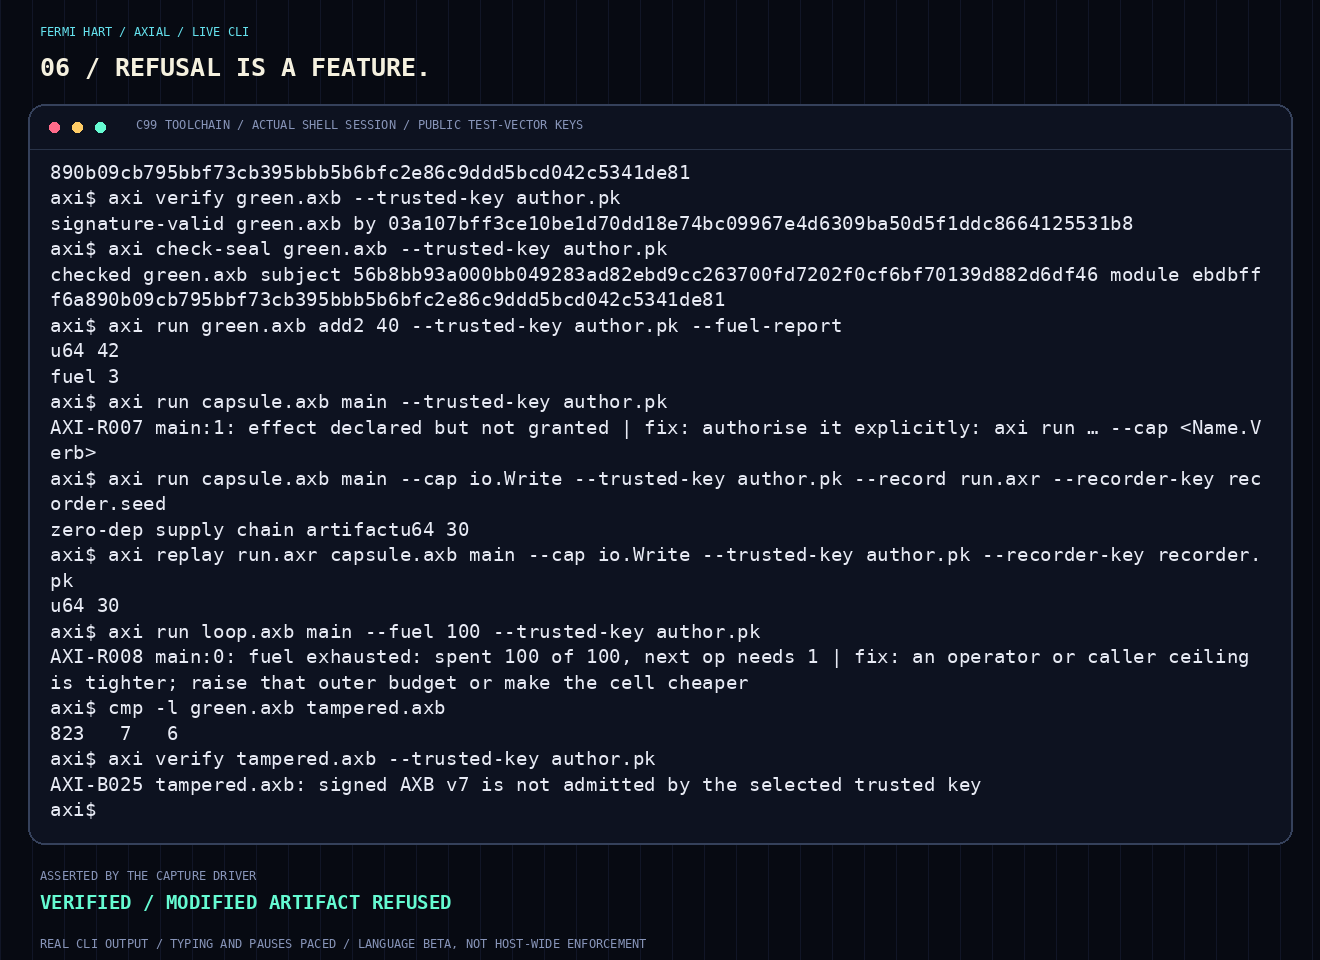 FERMI HART / AXIAL / LIVE CLI
06 / REFUSAL IS A FEATURE.
C99 TOOLCHAIN / ACTUAL SHELL SESSION / PUBLIC TEST-VECTOR KEYS
890b09cb795bbf73cb395bbb5b6bfc2e86c9ddd5bcd042c5341de81
axi$ axi verify green.axb --trusted-key author.pk
signature-valid green.axb by 03a107bff3ce10be1d70dd18e74bc09967e4d6309ba50d5f1ddc8664125531b8
axi$ axi check-seal green.axb --trusted-key author.pk
checked green.axb subject 56b8bb93a000bb049283ad82ebd9cc263700fd7202f0cf6bf70139d882d6df46 module ebdbff
f6a890b09cb795bbf73cb395bbb5b6bfc2e86c9ddd5bcd042c5341de81
axi$ axi run green.axb add2 40 --trusted-key author.pk --fuel-report
u64 42
fuel 3
axi$ axi run capsule.axb main --trusted-key author.pk
AXI-R007 main:1: effect declared but not granted | fix: authorise it explicitly: axi run … --cap <Name.V
erb>
axi$ axi run capsule.axb main --cap io.Write --trusted-key author.pk --record run.axr --recorder-key rec
order.seed
zero-dep supply chain artifactu64 30
axi$ axi replay run.axr capsule.axb main --cap io.Write --trusted-key author.pk --recorder-key recorder.
pk
u64 30
axi$ axi run loop.axb main --fuel 100 --trusted-key author.pk
AXI-R008 main:0: fuel exhausted: spent 100 of 100, next op needs 1 | fix: an operator or caller ceiling
is tighter; raise that outer budget or make the cell cheaper
axi$ cmp -l green.axb tampered.axb
823   7   6
axi$ axi verify tampered.axb --trusted-key author.pk
AXI-B025 tampered.axb: signed AXB v7 is not admitted by the selected trusted key
axi$
ASSERTED BY THE CAPTURE DRIVER
VERIFIED / MODIFIED ARTIFACT REFUSED
REAL CLI OUTPUT / TYPING AND PAUSES PACED / LANGUAGE BETA, NOT HOST-WIDE ENFORCEMENT